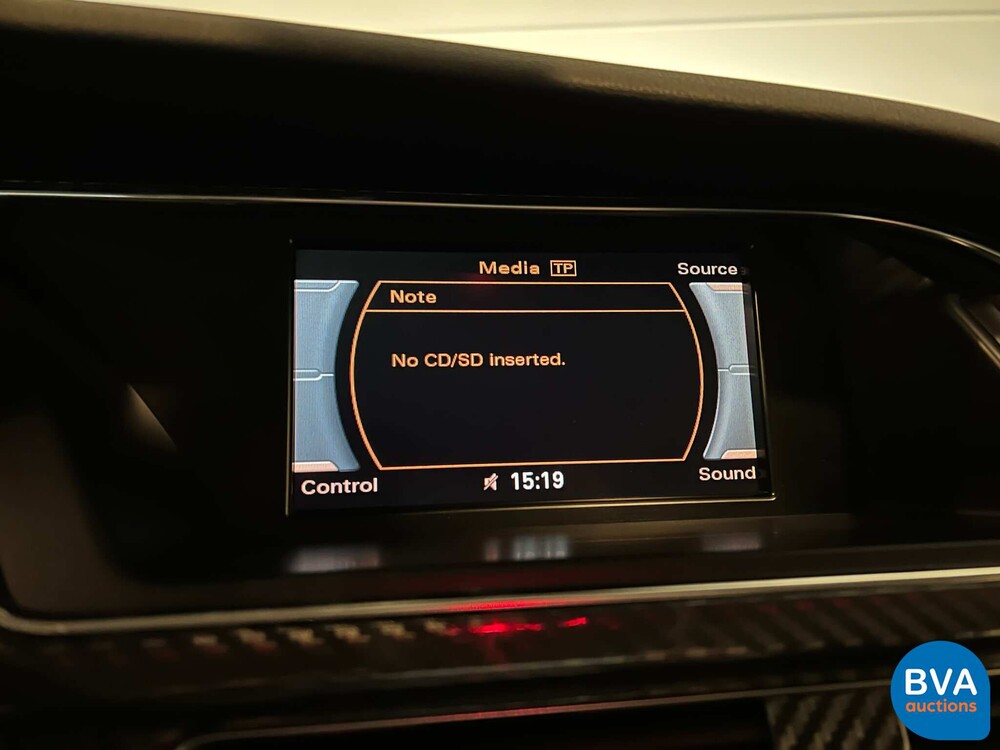 Media TP
Source
Note
No CD/SD inserted.
Control
15:19
Sound
BVA
auctions